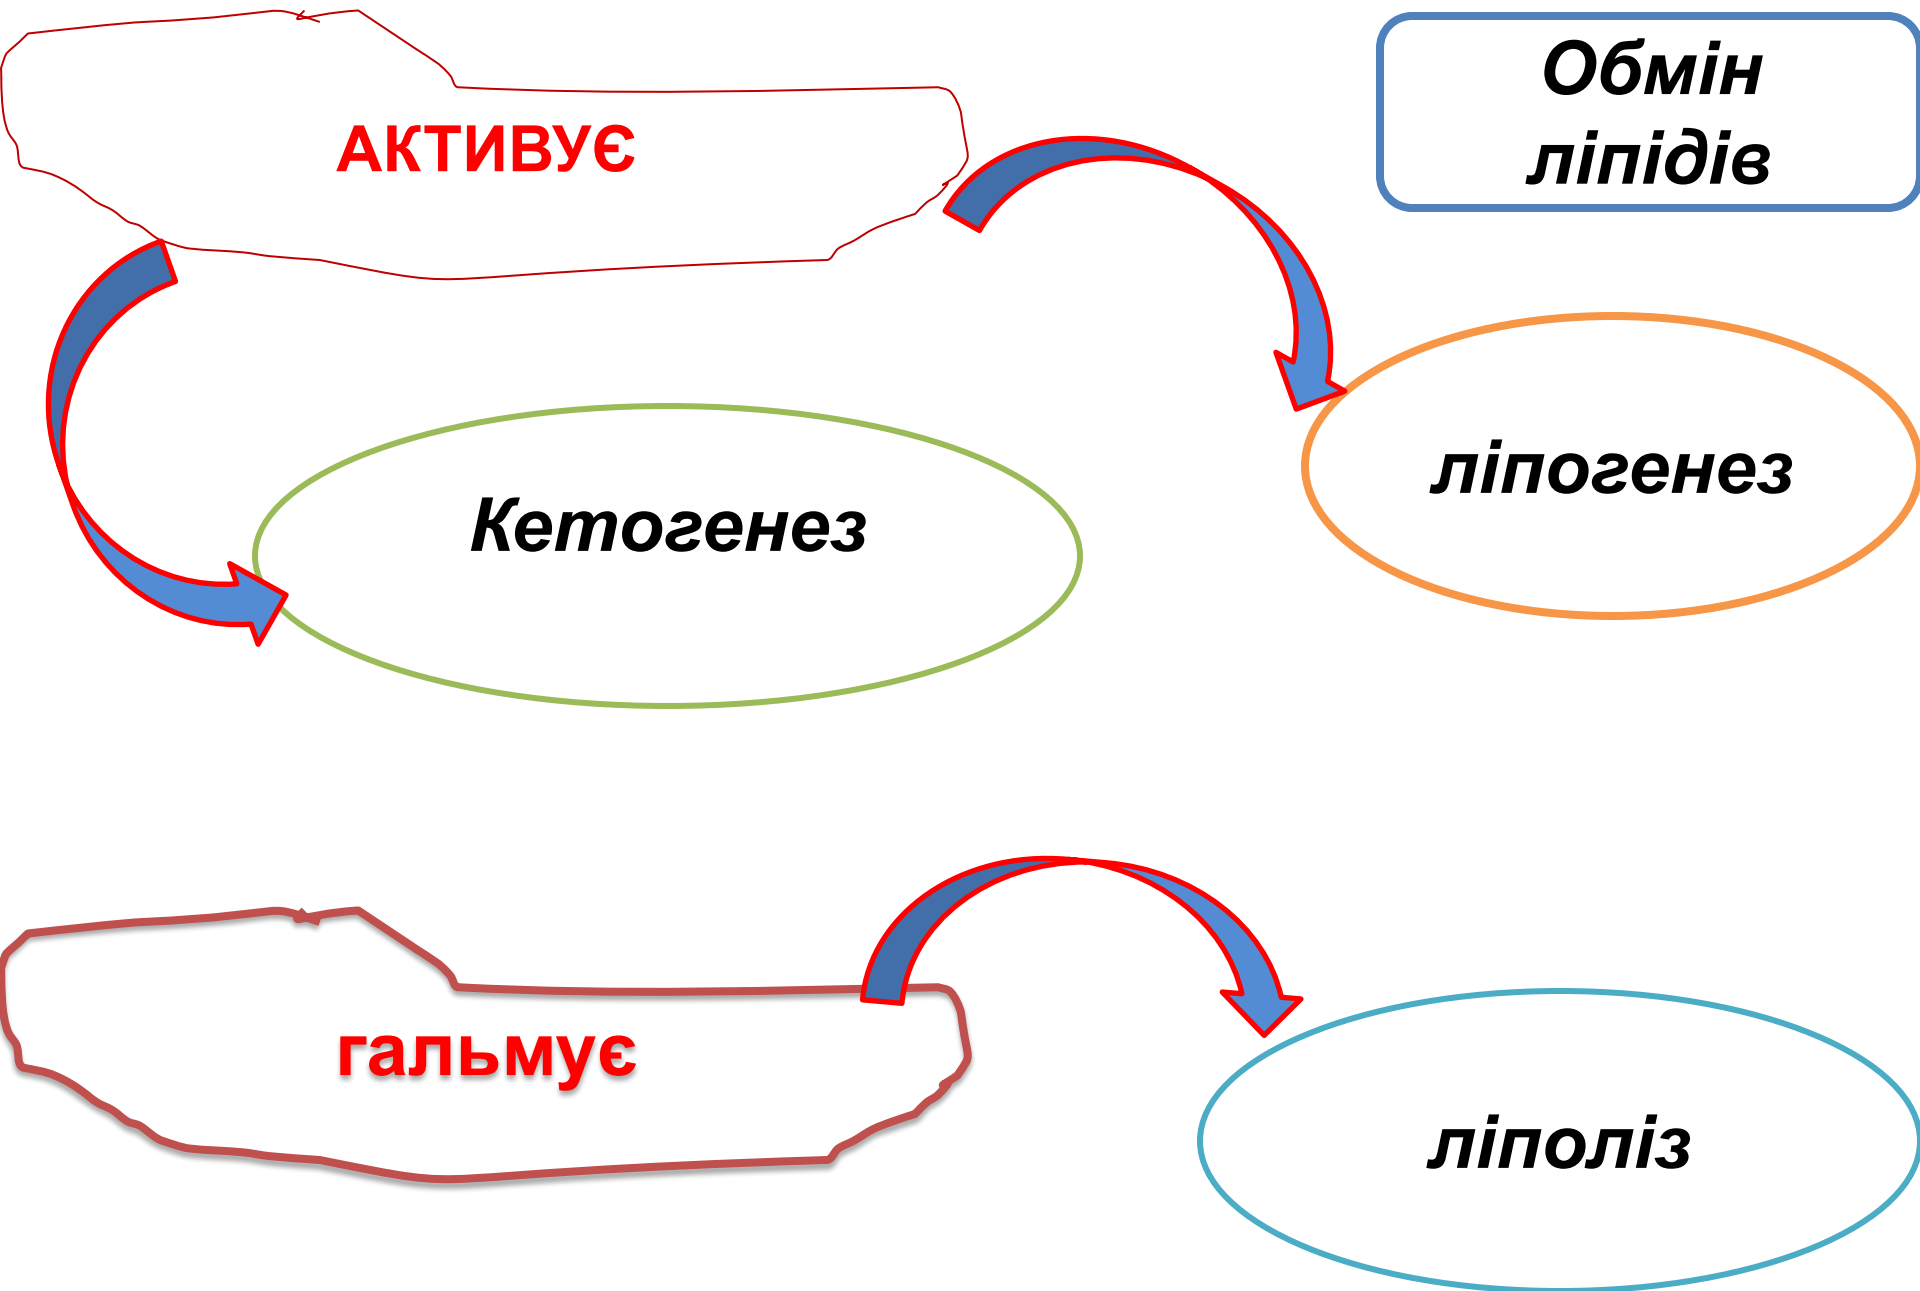 Обмін
ліпідів
АКТИВУЄ
ліпогенез
Кетогенез
гальмує
ліполіз